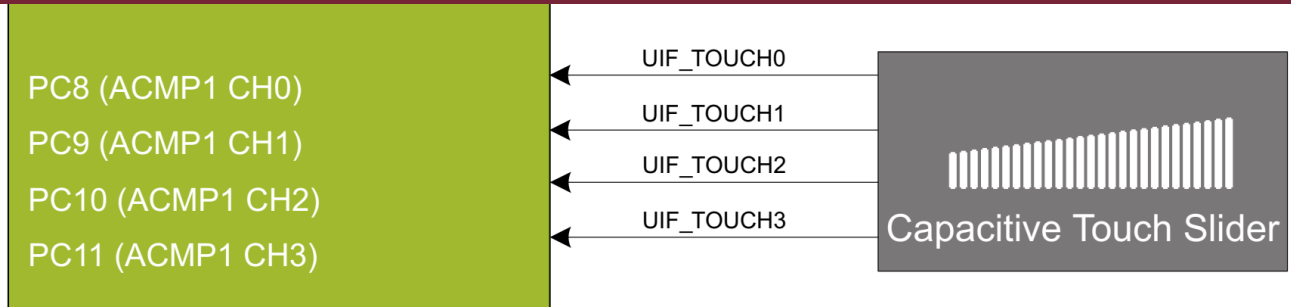 PC8 (ACMP1 CH0)
PC9 (ACMP1 CH1)
PC10 (ACMP1 CH2)
PC11 (ACMP1 CH3)
UIF_TOUCH0
UIF_TOUCH1
UIF_TOUCH2
UIF_TOUCH3
Capacitive Touch Slider